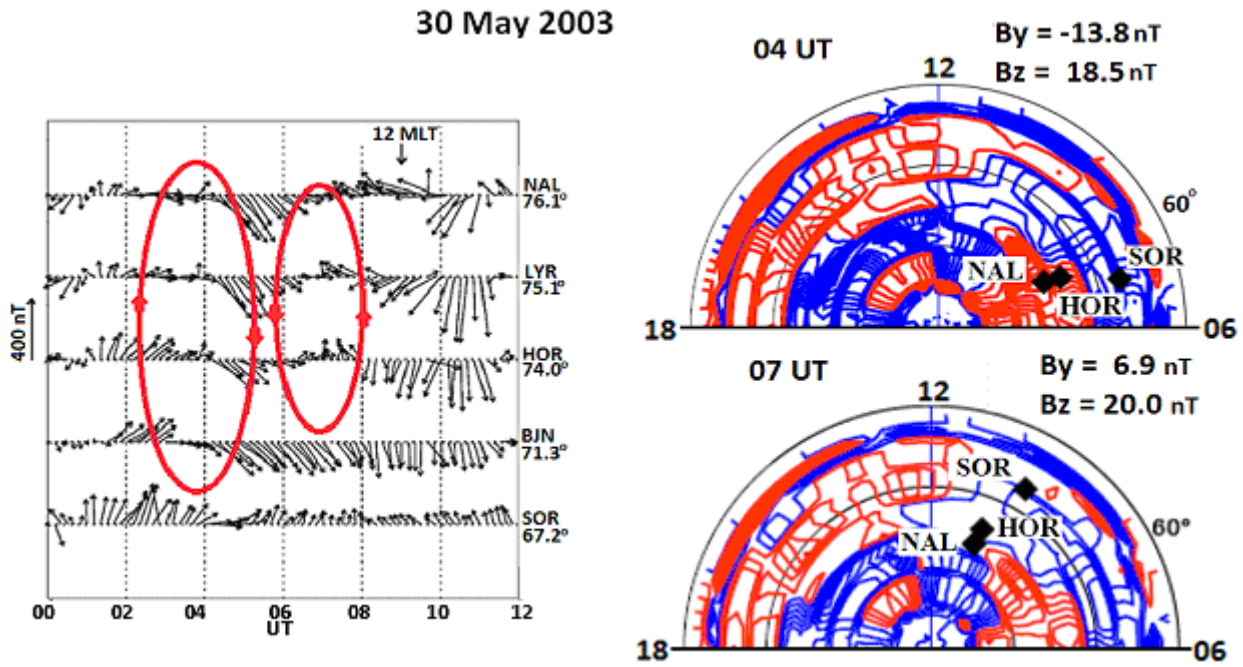 30 May 2003
12 MLT
NAL
76.1°
LYR
75.1°
HOR
74.0°
BJN
71.3°
SOR
67.2°
400 nT
00 02 04 06 08 10 12
UT
04 UT
By = -13.8 nT
Bz = 18.5 nT
12
60°
NAL
SOR
HOR
18
06
07 UT
By = 6.9 nT
Bz = 20.0 nT
12
SOR
60°
NAL
HOR
18
06